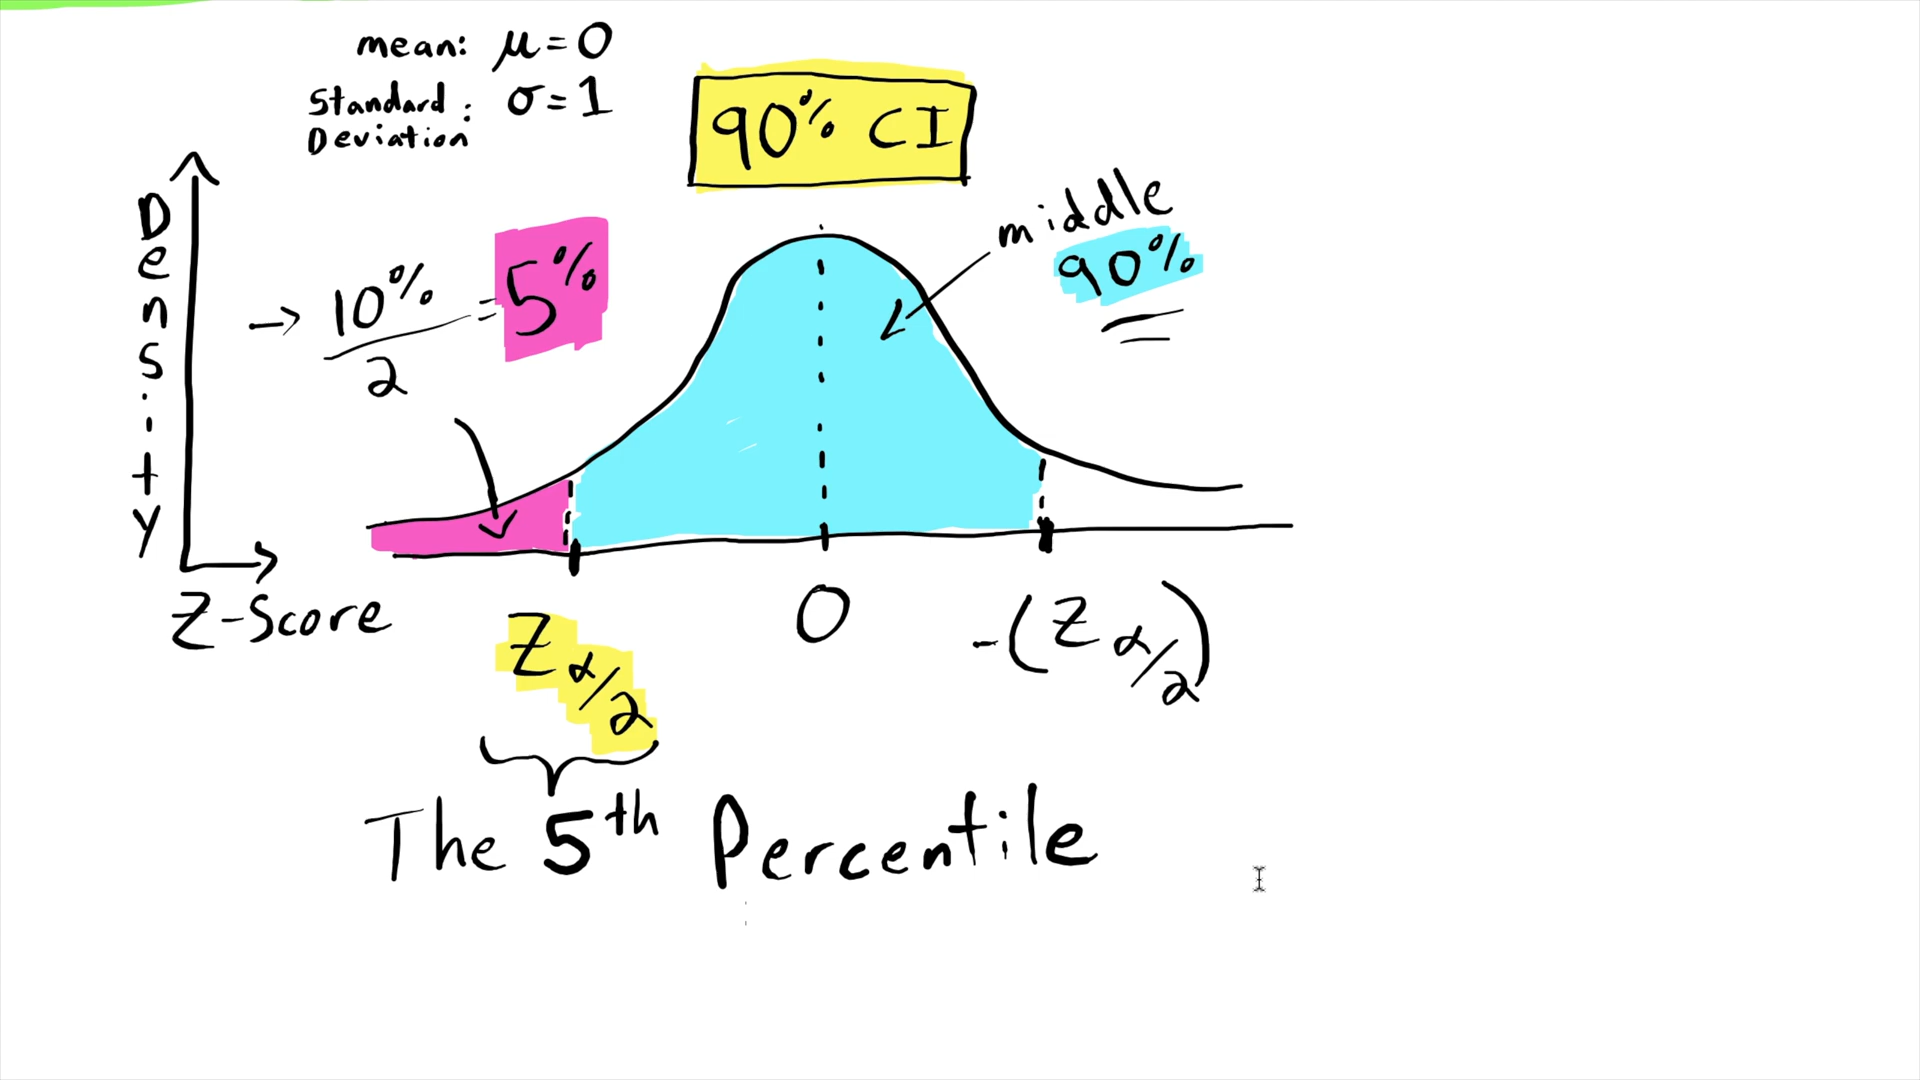 mean: μ=0
Standard : σ=1
Deviation
90% CI
middle
90%
Density
→ 10%/2 = 5%
Z-Score
Zα/2
0
-(Zα/2)
The 5th Percentile